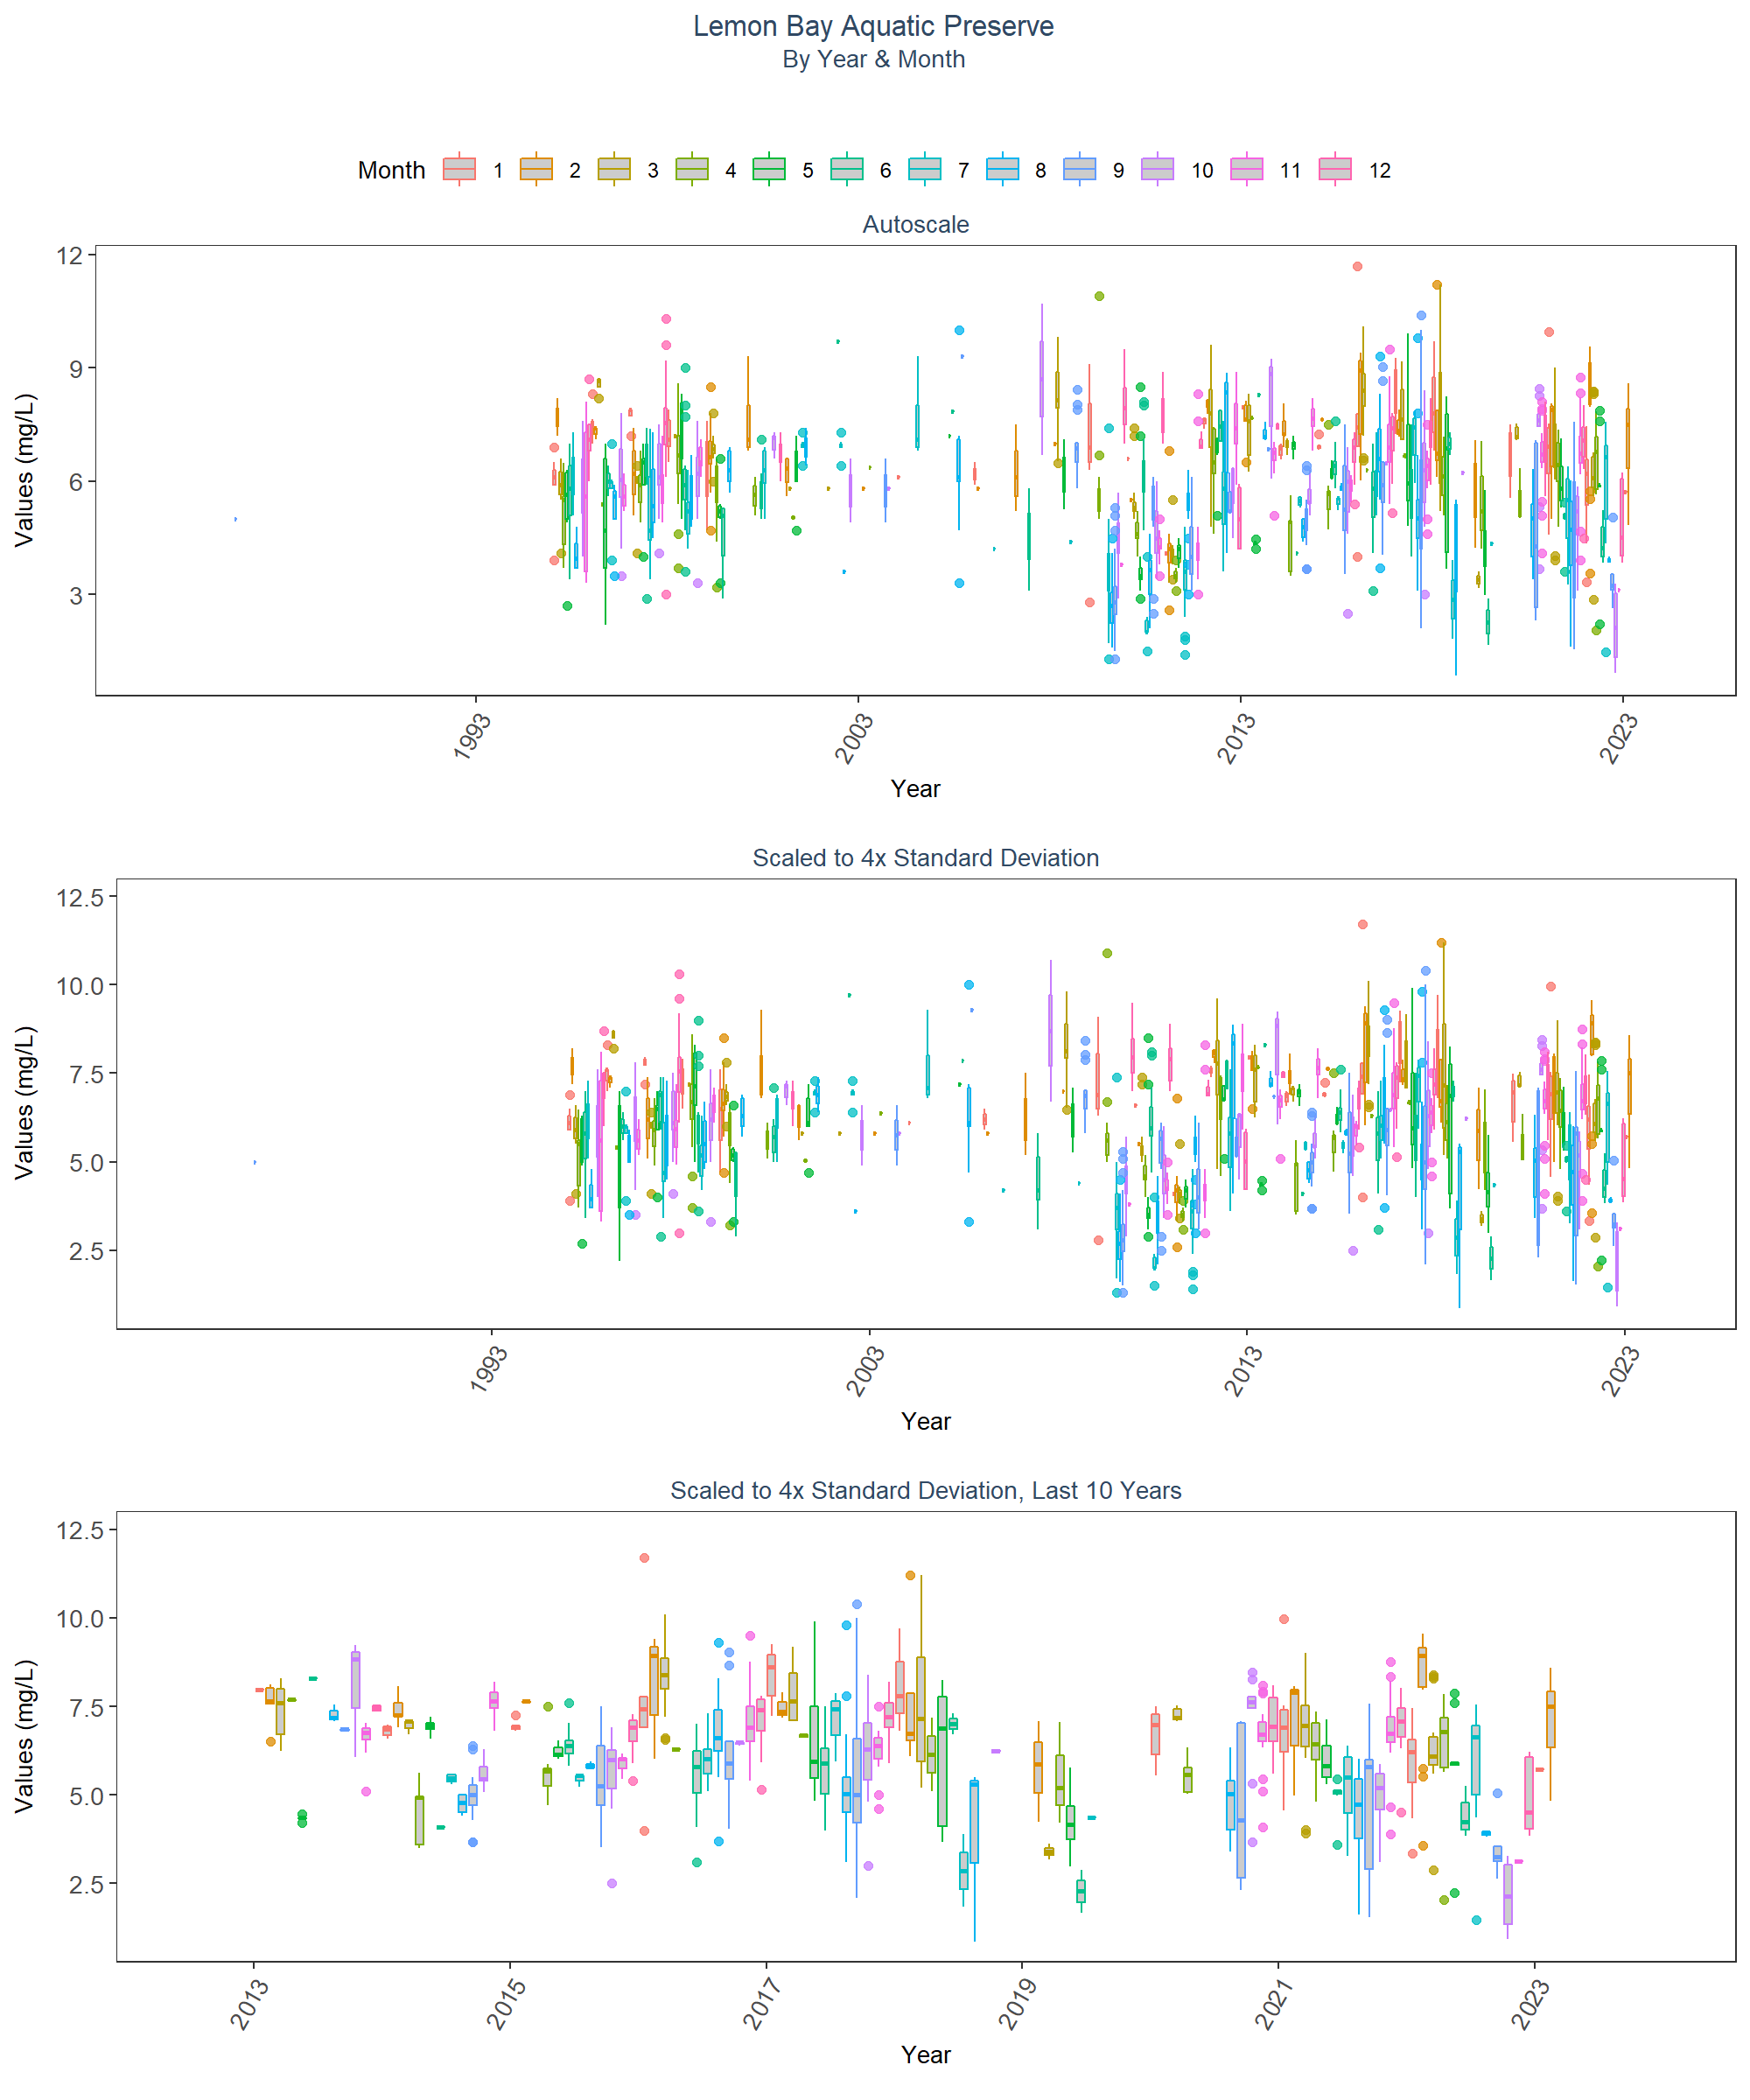 Lemon Bay Aquatic Preserve
By Year & Month
Month 1 2 3 4 5 6 7 8 9 10 11 12
Autoscale
Values (mg/L)
12
9
6
3
1993 2003 2013 2023
Year
Scaled to 4x Standard Deviation
Values (mg/L)
12.5
10.0
7.5
5.0
2.5
1993 2003 2013 2023
Year
Scaled to 4x Standard Deviation, Last 10 Years
Values (mg/L)
12.5
10.0
7.5
5.0
2.5
2013 2015 2017 2019 2021 2023
Year